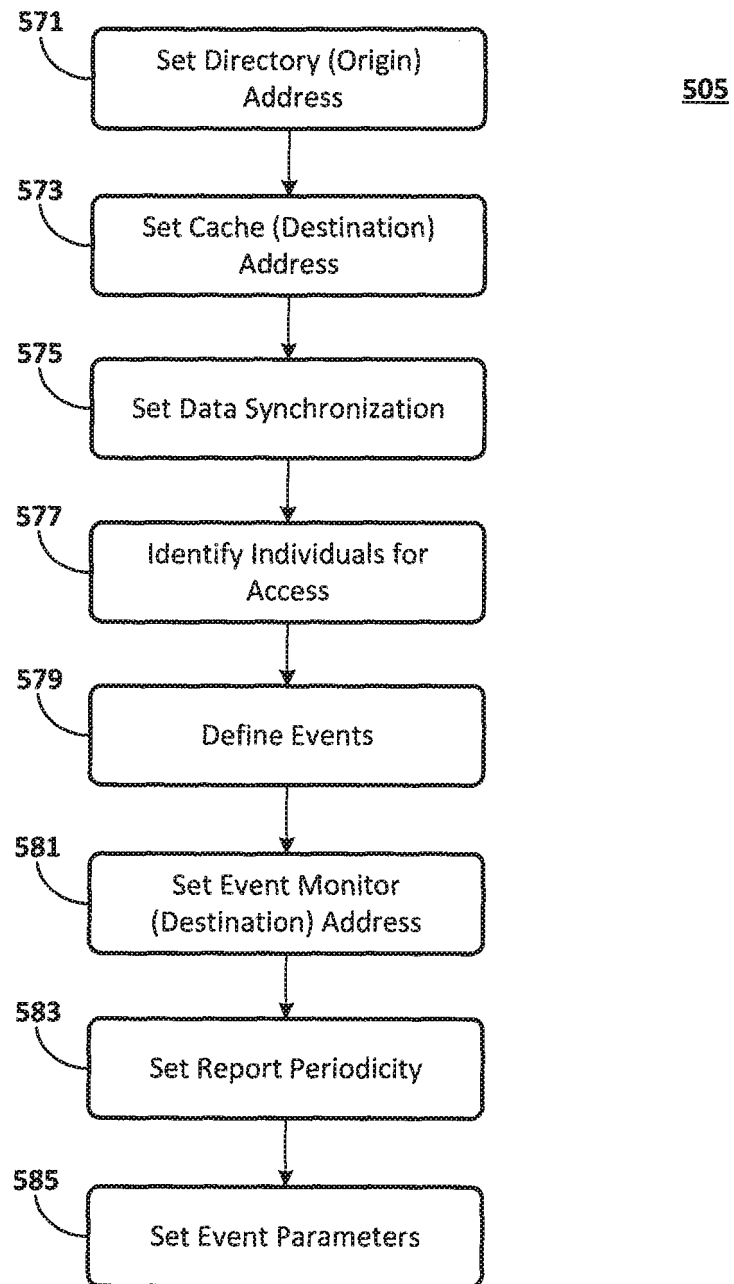 571
Set Directory (Origin)
Address
505
573
Set Cache (Destination)
Address
575
Set Data Synchronization
577
Identify Individuals for
Access
579
Define Events
581
Set Event Monitor
(Destination) Address
583
Set Report Periodicity
585
Set Event Parameters